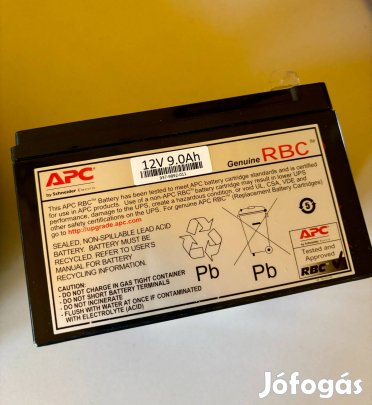 APC
by Schneider Electric
12V 9.0Ah
Genuine RBC™
This APC RBC™ Battery has been tested to meet APC battery cartridge standards and is certified
for use in APC products. Use of a non-APC RBC™ battery cartridge may result in lower UPS
performance, damage to the UPS on-board circuit, or void UL, CSA, VDE and
other safety agency certifications on the UPS. For genuine APC RBC™ (Replacement Battery Cartridges)
go to http://upgrade.apc.com
SEALED, NON-SPILLABLE LEAD ACID
BATTERY. BATTERY MUST BE
RECYCLED. REFER TO USER'S
MANUAL FOR BATTERY
RECYCLING INFORMATION.
Pb
Pb
APC
Tested and
Approved
RBC
- DO NOT CHARGE IN GAS TIGHT CONTAINER
- DO NOT SHORT BATTERY TERMINALS
- DO NOT INCINERATE
- FLUSH WITH WATER AT ONCE IF CONTAMINATED
WITH ELECTROLYTE (ACID)
Jófogás